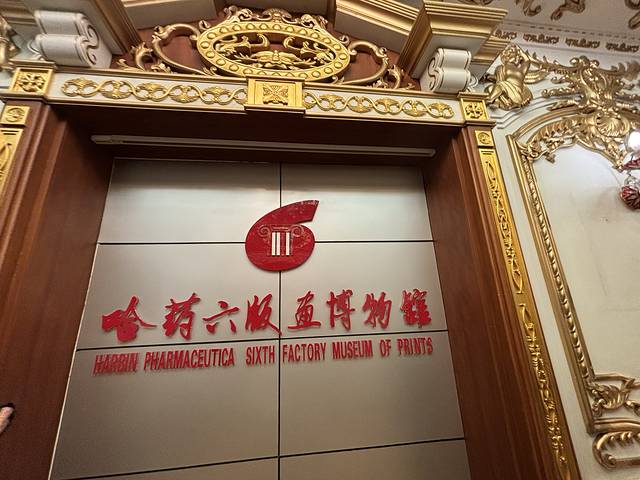 哈药六版画博物馆
HARBIN PHARMACEUTICA SIXTH FACTORY MUSEUM OF PRINTS